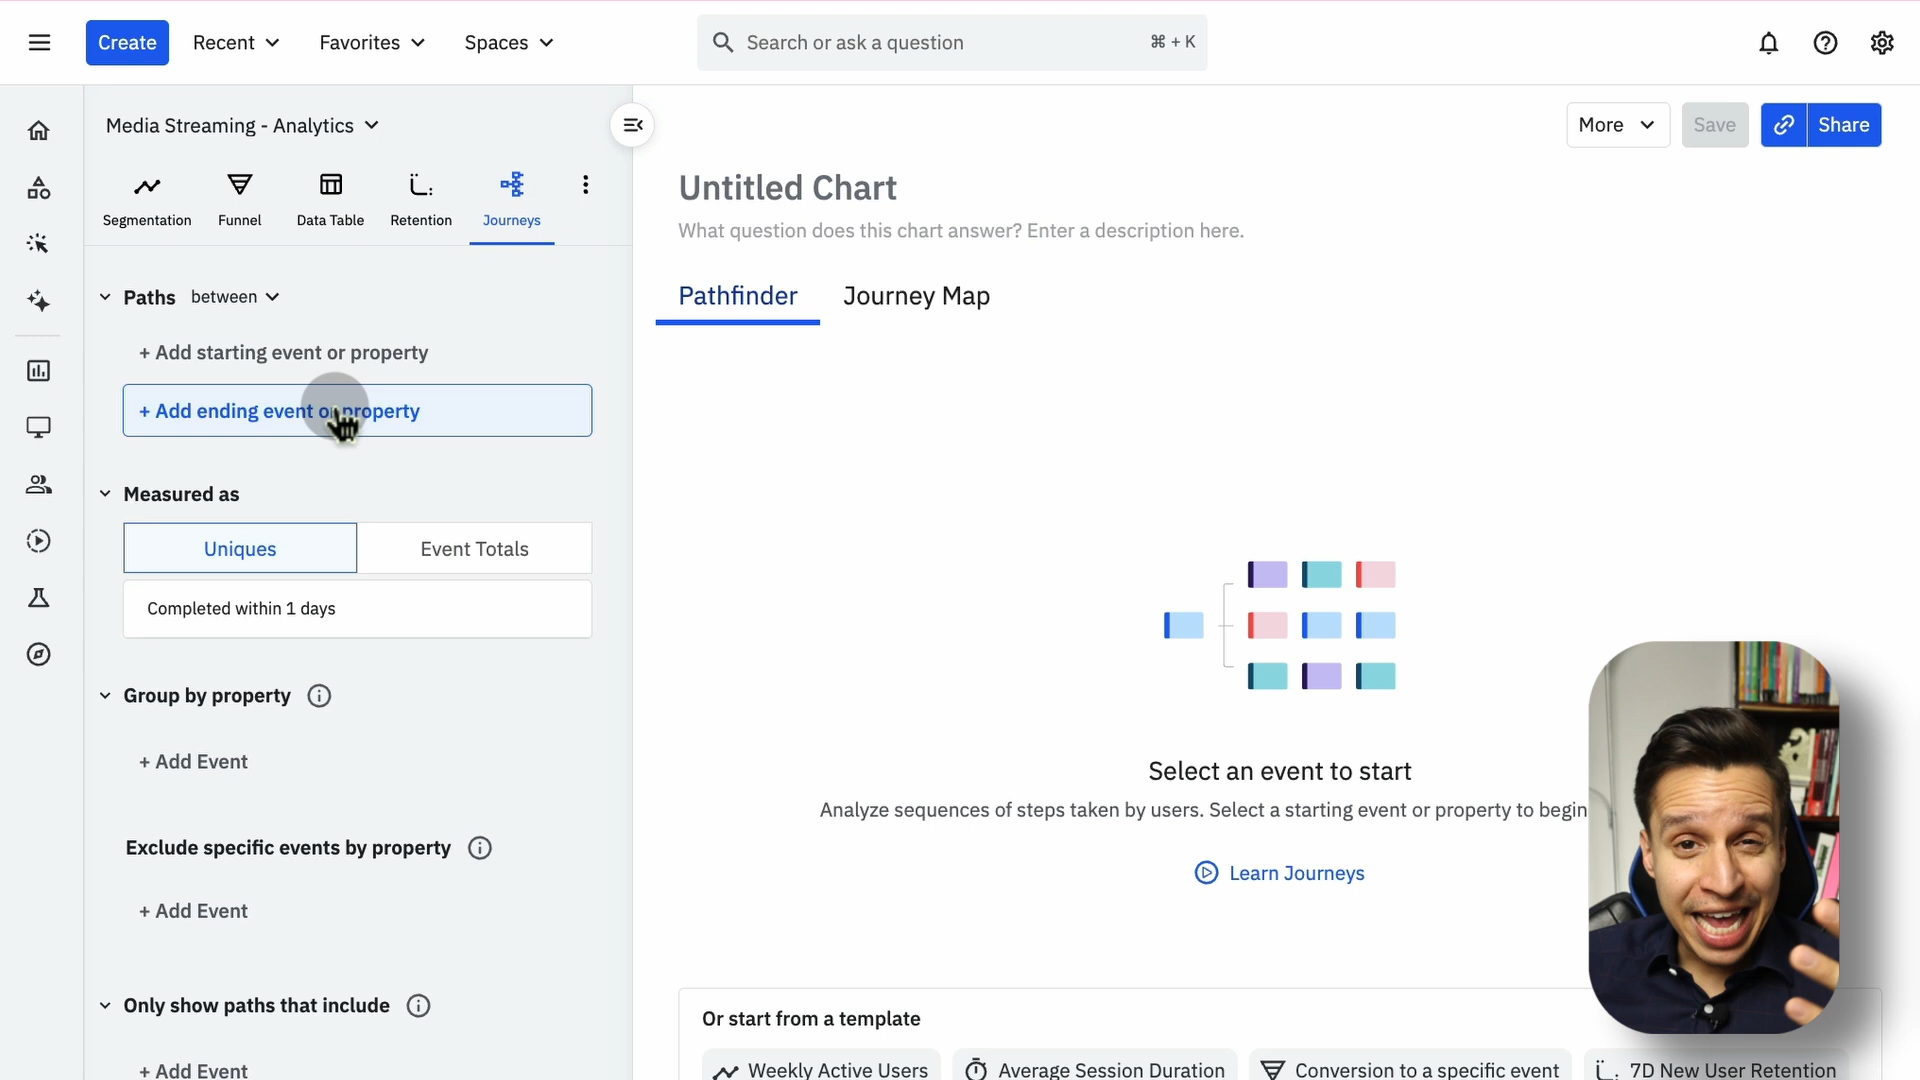 Create
Recent
Favorites
Spaces
Search or ask a question
⌘ + K
Media Streaming - Analytics
More
Save
Share
Segmentation
Funnel
Data Table
Retention
Journeys
Untitled Chart
What question does this chart answer? Enter a description here.
Pathfinder
Journey Map
Paths between
+ Add starting event or property
+ Add ending event or property
Measured as
Uniques
Event Totals
Completed within 1 days
Group by property
+ Add Event
Exclude specific events by property
+ Add Event
Only show paths that include
+ Add Event
Select an event to start
Analyze sequences of steps taken by users. Select a starting event or property to begin
Learn Journeys
Or start from a template
Weekly Active Users
Average Session Duration
Conversion to a specific event
7D New User Retention